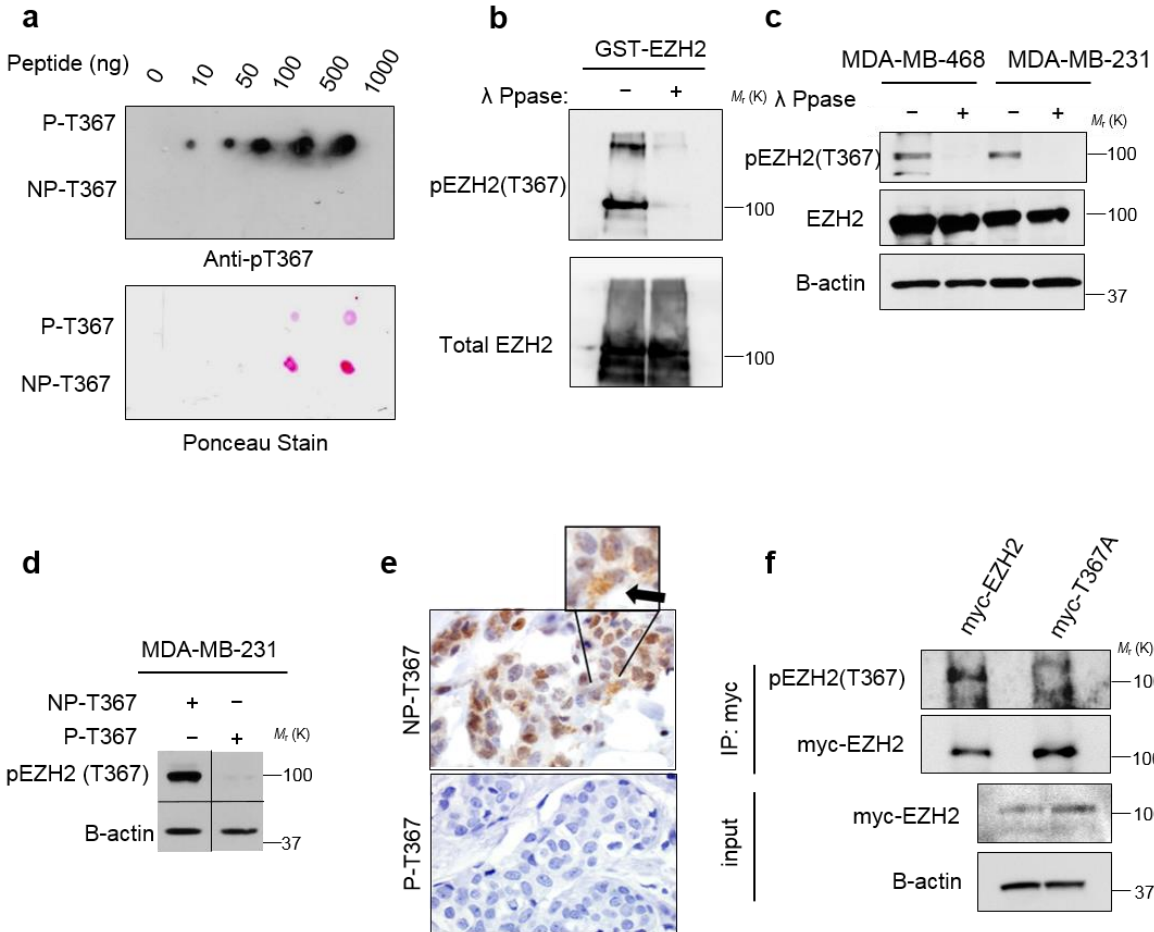 a
Peptide (ng)
0 10 50 100 500 1000
P-T367
NP-T367
Anti-pT367
P-T367
NP-T367
Ponceau Stain
b
GST-EZH2
λ Ppase: − + Mr (K)
pEZH2(T367)
100
Total EZH2
100
c
MDA-MB-468 MDA-MB-231
λ Ppase − + − + Mr (K)
pEZH2(T367) 100
EZH2 100
B-actin
37
d
MDA-MB-231
NP-T367 + −
P-T367 − + Mr (K)
pEZH2 (T367) 100
B-actin
37
e
NP-T367
P-T367
f
myc-EZH2 myc-T367A
Mr (K)
IP: myc
pEZH2(T367) 10
myc-EZH2
100
input
myc-EZH2 10
B-actin
37